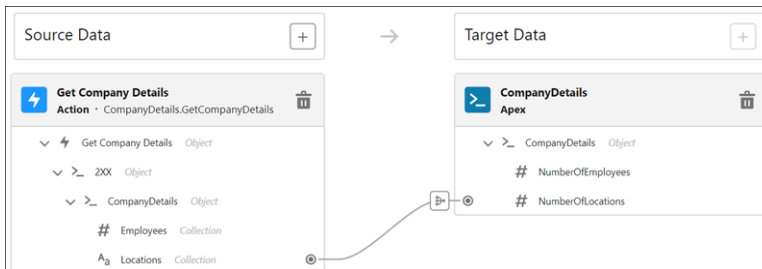 Source Data
Target Data
Get Company Details
Action · CompanyDetails.GetCompanyDetails
CompanyDetails
Apex
Get Company Details Object
CompanyDetails Object
2XX Object
NumberOfEmployees
CompanyDetails Object
NumberOfLocations
Employees Collection
Aa Locations Collection